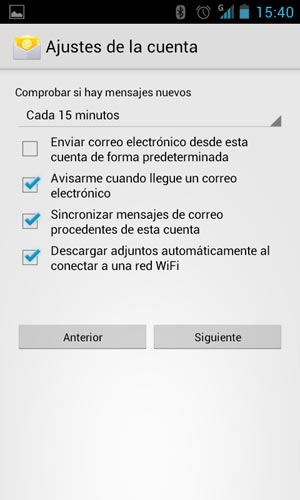 G
15:40
Ajustes de la cuenta
Comprobar si hay mensajes nuevos
Cada 15 minutos
Enviar correo electrónico desde esta
cuenta de forma predeterminada
Avisarme cuando llegue un correo
electrónico
Sincronizar mensajes de correo
procedentes de esta cuenta
Descargar adjuntos automáticamente al
conectar a una red WiFi
Anterior
Siguiente